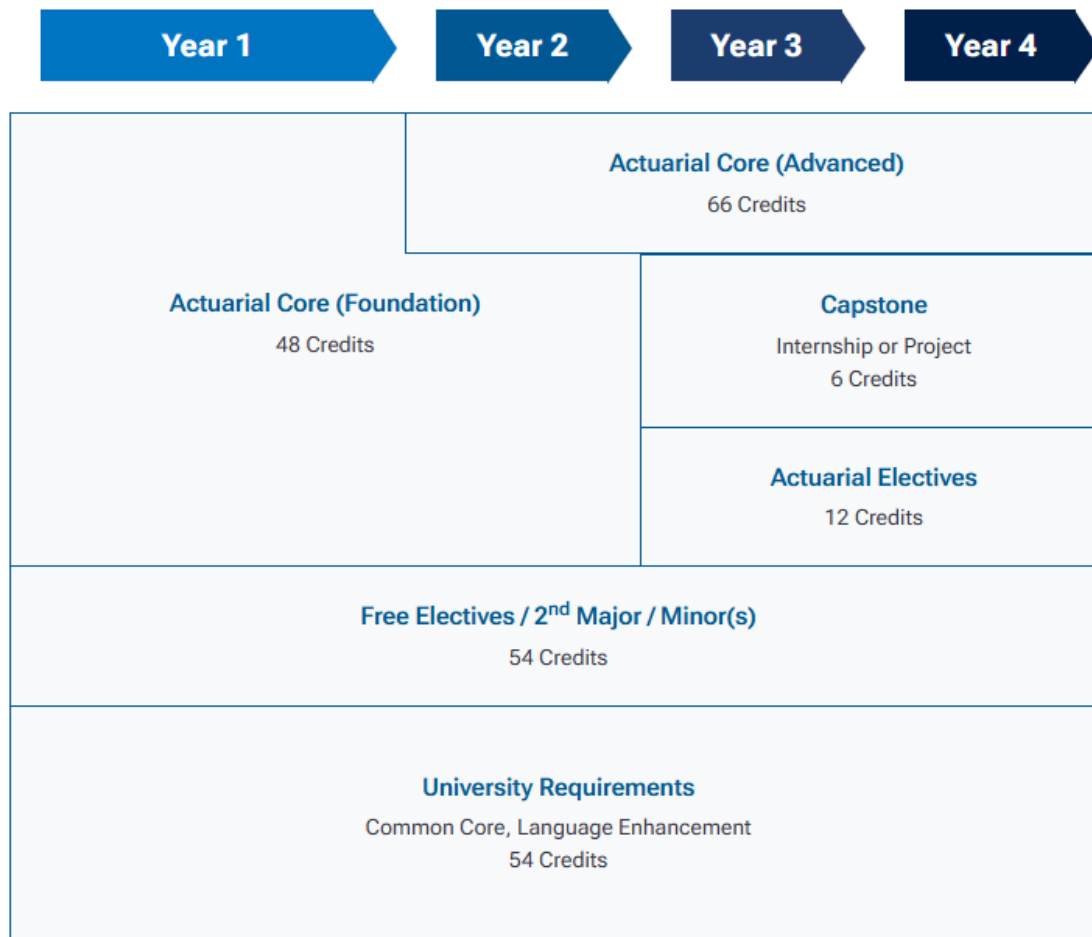 Year 1
Year 2
Year 3
Year 4
Actuarial Core (Advanced)
66 Credits
Actuarial Core (Foundation)
48 Credits
Capstone
Internship or Project
6 Credits
Actuarial Electives
12 Credits
Free Electives / 2nd Major / Minor(s)
54 Credits
University Requirements
Common Core, Language Enhancement
54 Credits